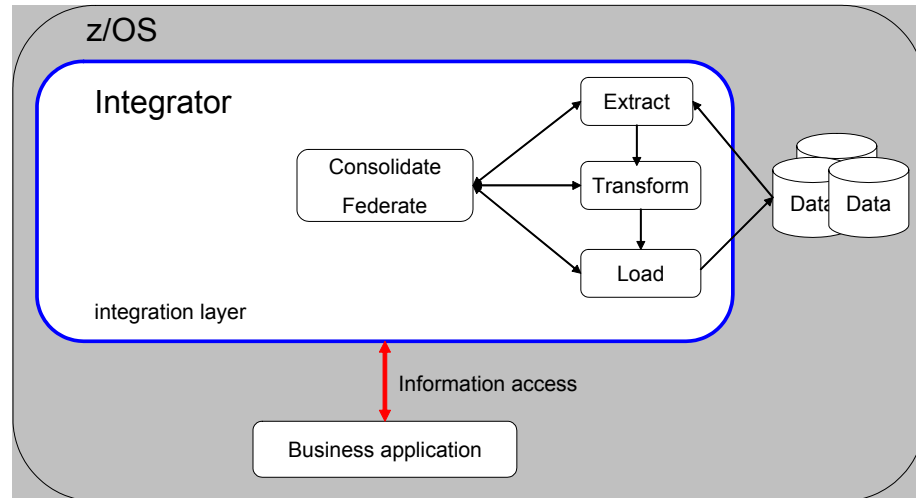 z/OS
Integrator
Extract
Consolidate
Federate
Transform
Data
Data
Load
integration layer
Information access
Business application